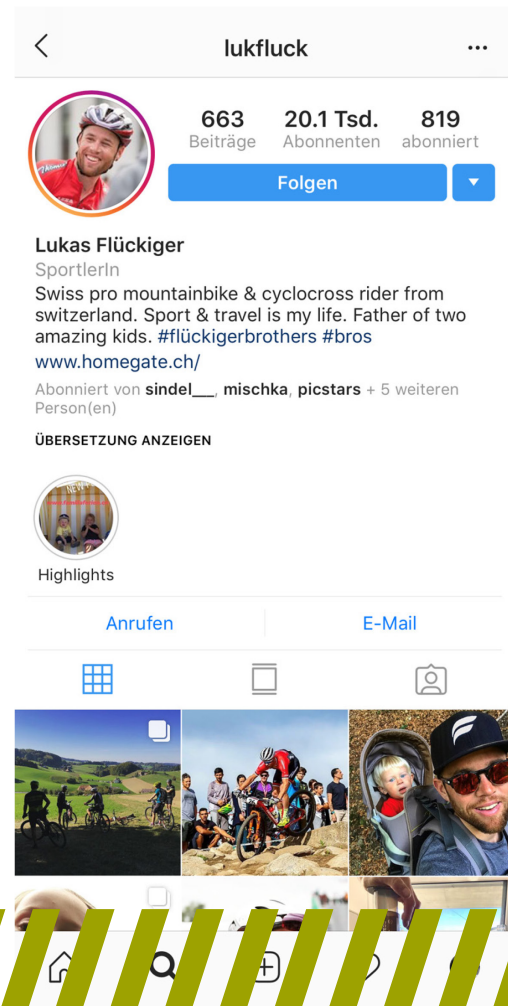 lukfluck
663 20.1 Tsd. 819
Beiträge Abonnenten abonniert
Folgen
Lukas Flückiger
SportlerIn
Swiss pro mountainbike & cyclocross rider from
switzerland. Sport & travel is my life. Father of two
amazing kids. #flückigerbrothers #bros
www.homegate.ch/
Abonniert von sindel___, mischka, picstars + 5 weiteren
Person(en)
ÜBERSETZUNG ANZEIGEN
Highlights
Anrufen E-Mail